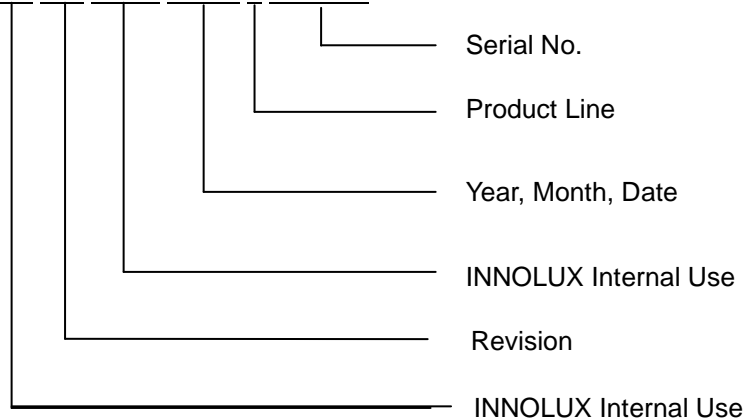 Serial No.
Product Line
Year, Month, Date
INNOLUX Internal Use
Revision
INNOLUX Internal Use